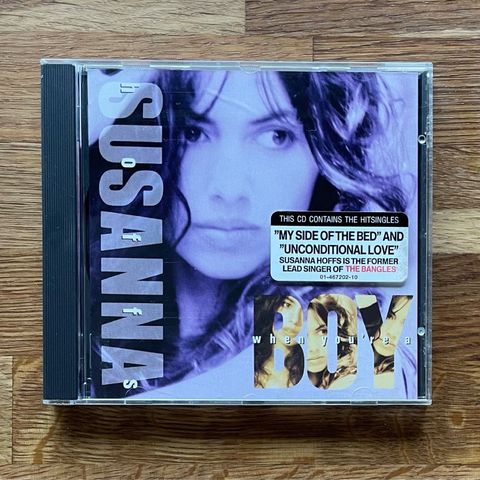 SUSANNA
hoffs
THIS CD CONTAINS THE HITSINGLES
"MY SIDE OF THE BED" AND
"UNCONDITIONAL LOVE"
SUSANNA HOFFS IS THE FORMER
LEAD SINGER OF THE BANGLES
01-467202-10
when you're a
BOY